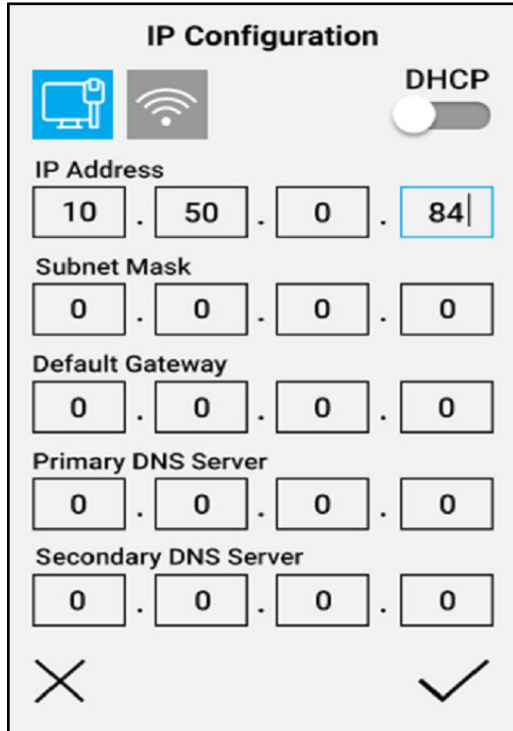 IP Configuration
DHCP
IP Address
10 . 50 . 0 . 84
Subnet Mask
0 . 0 . 0 . 0
Default Gateway
0 . 0 . 0 . 0
Primary DNS Server
0 . 0 . 0 . 0
Secondary DNS Server
0 . 0 . 0 . 0